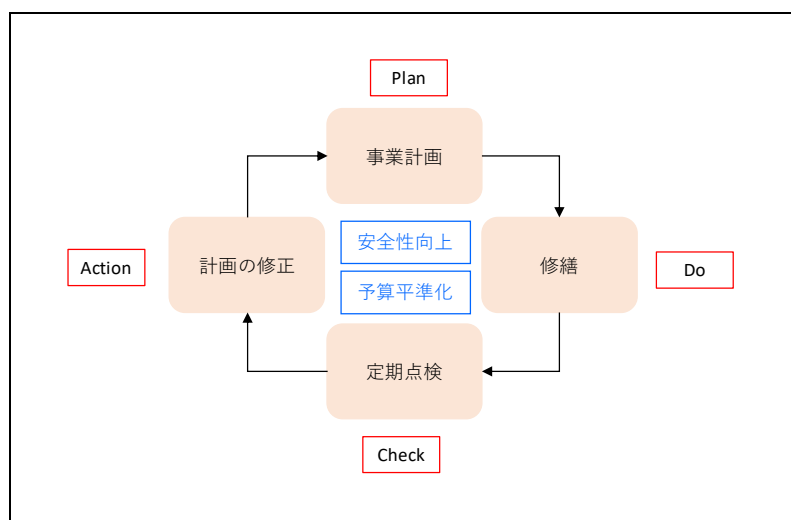 Plan
事業計画
安全性向上
Action
計画の修正
修繕
Do
予算平準化
定期点検
Check